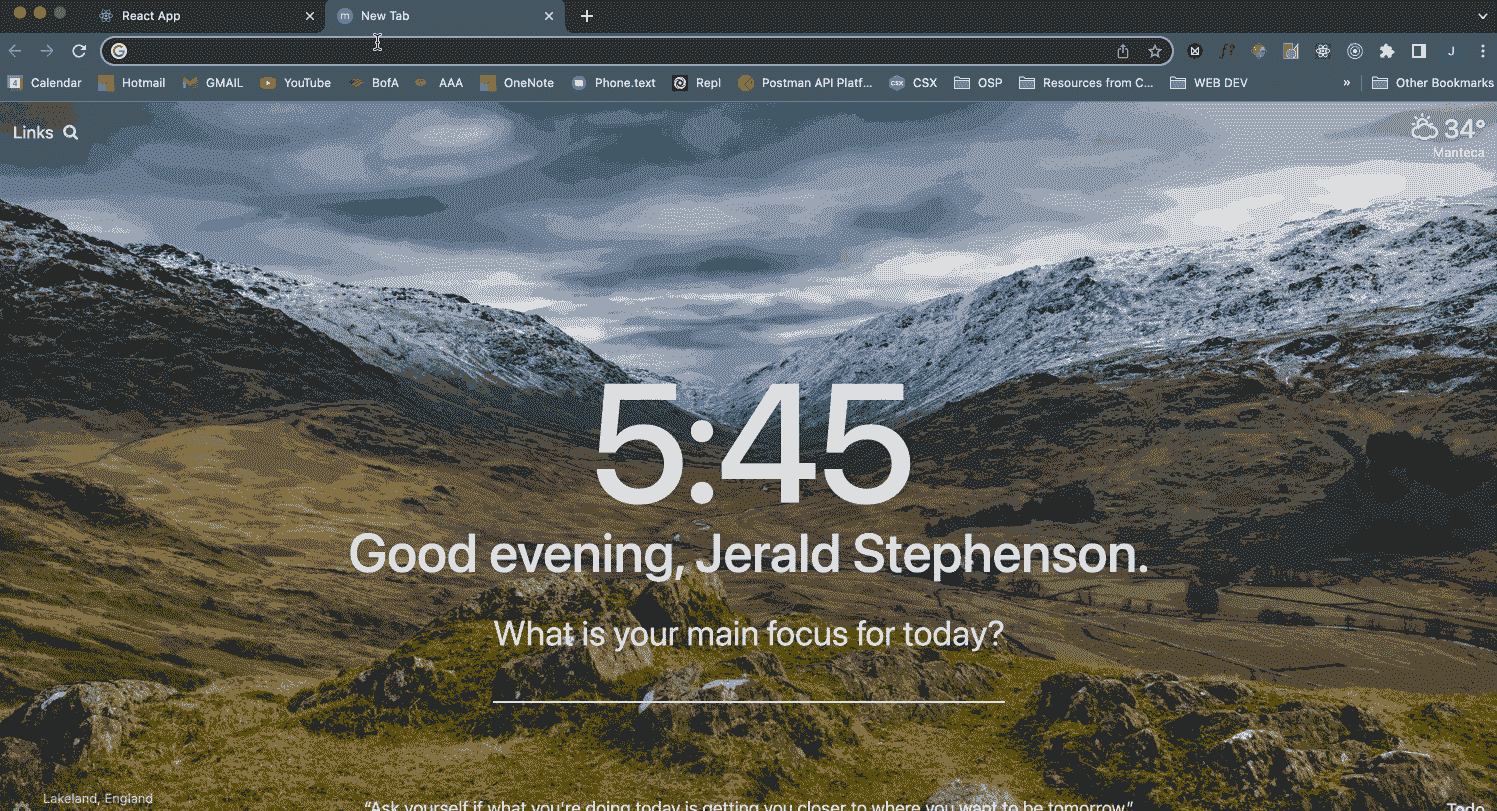 React App
New Tab
Calendar Hotmail GMAIL YouTube BofA AAA OneNote Phone.text Repl Postman API Platf... CSX OSP Resources from C... WEB DEV » Other Bookmarks
Links
34°
Manteca
5:45
Good evening, Jerald Stephenson.
What is your main focus for today?
Lakeland, England
“Ask yourself if what you're doing today is getting you closer to where you want to be tomorrow.”
Todo